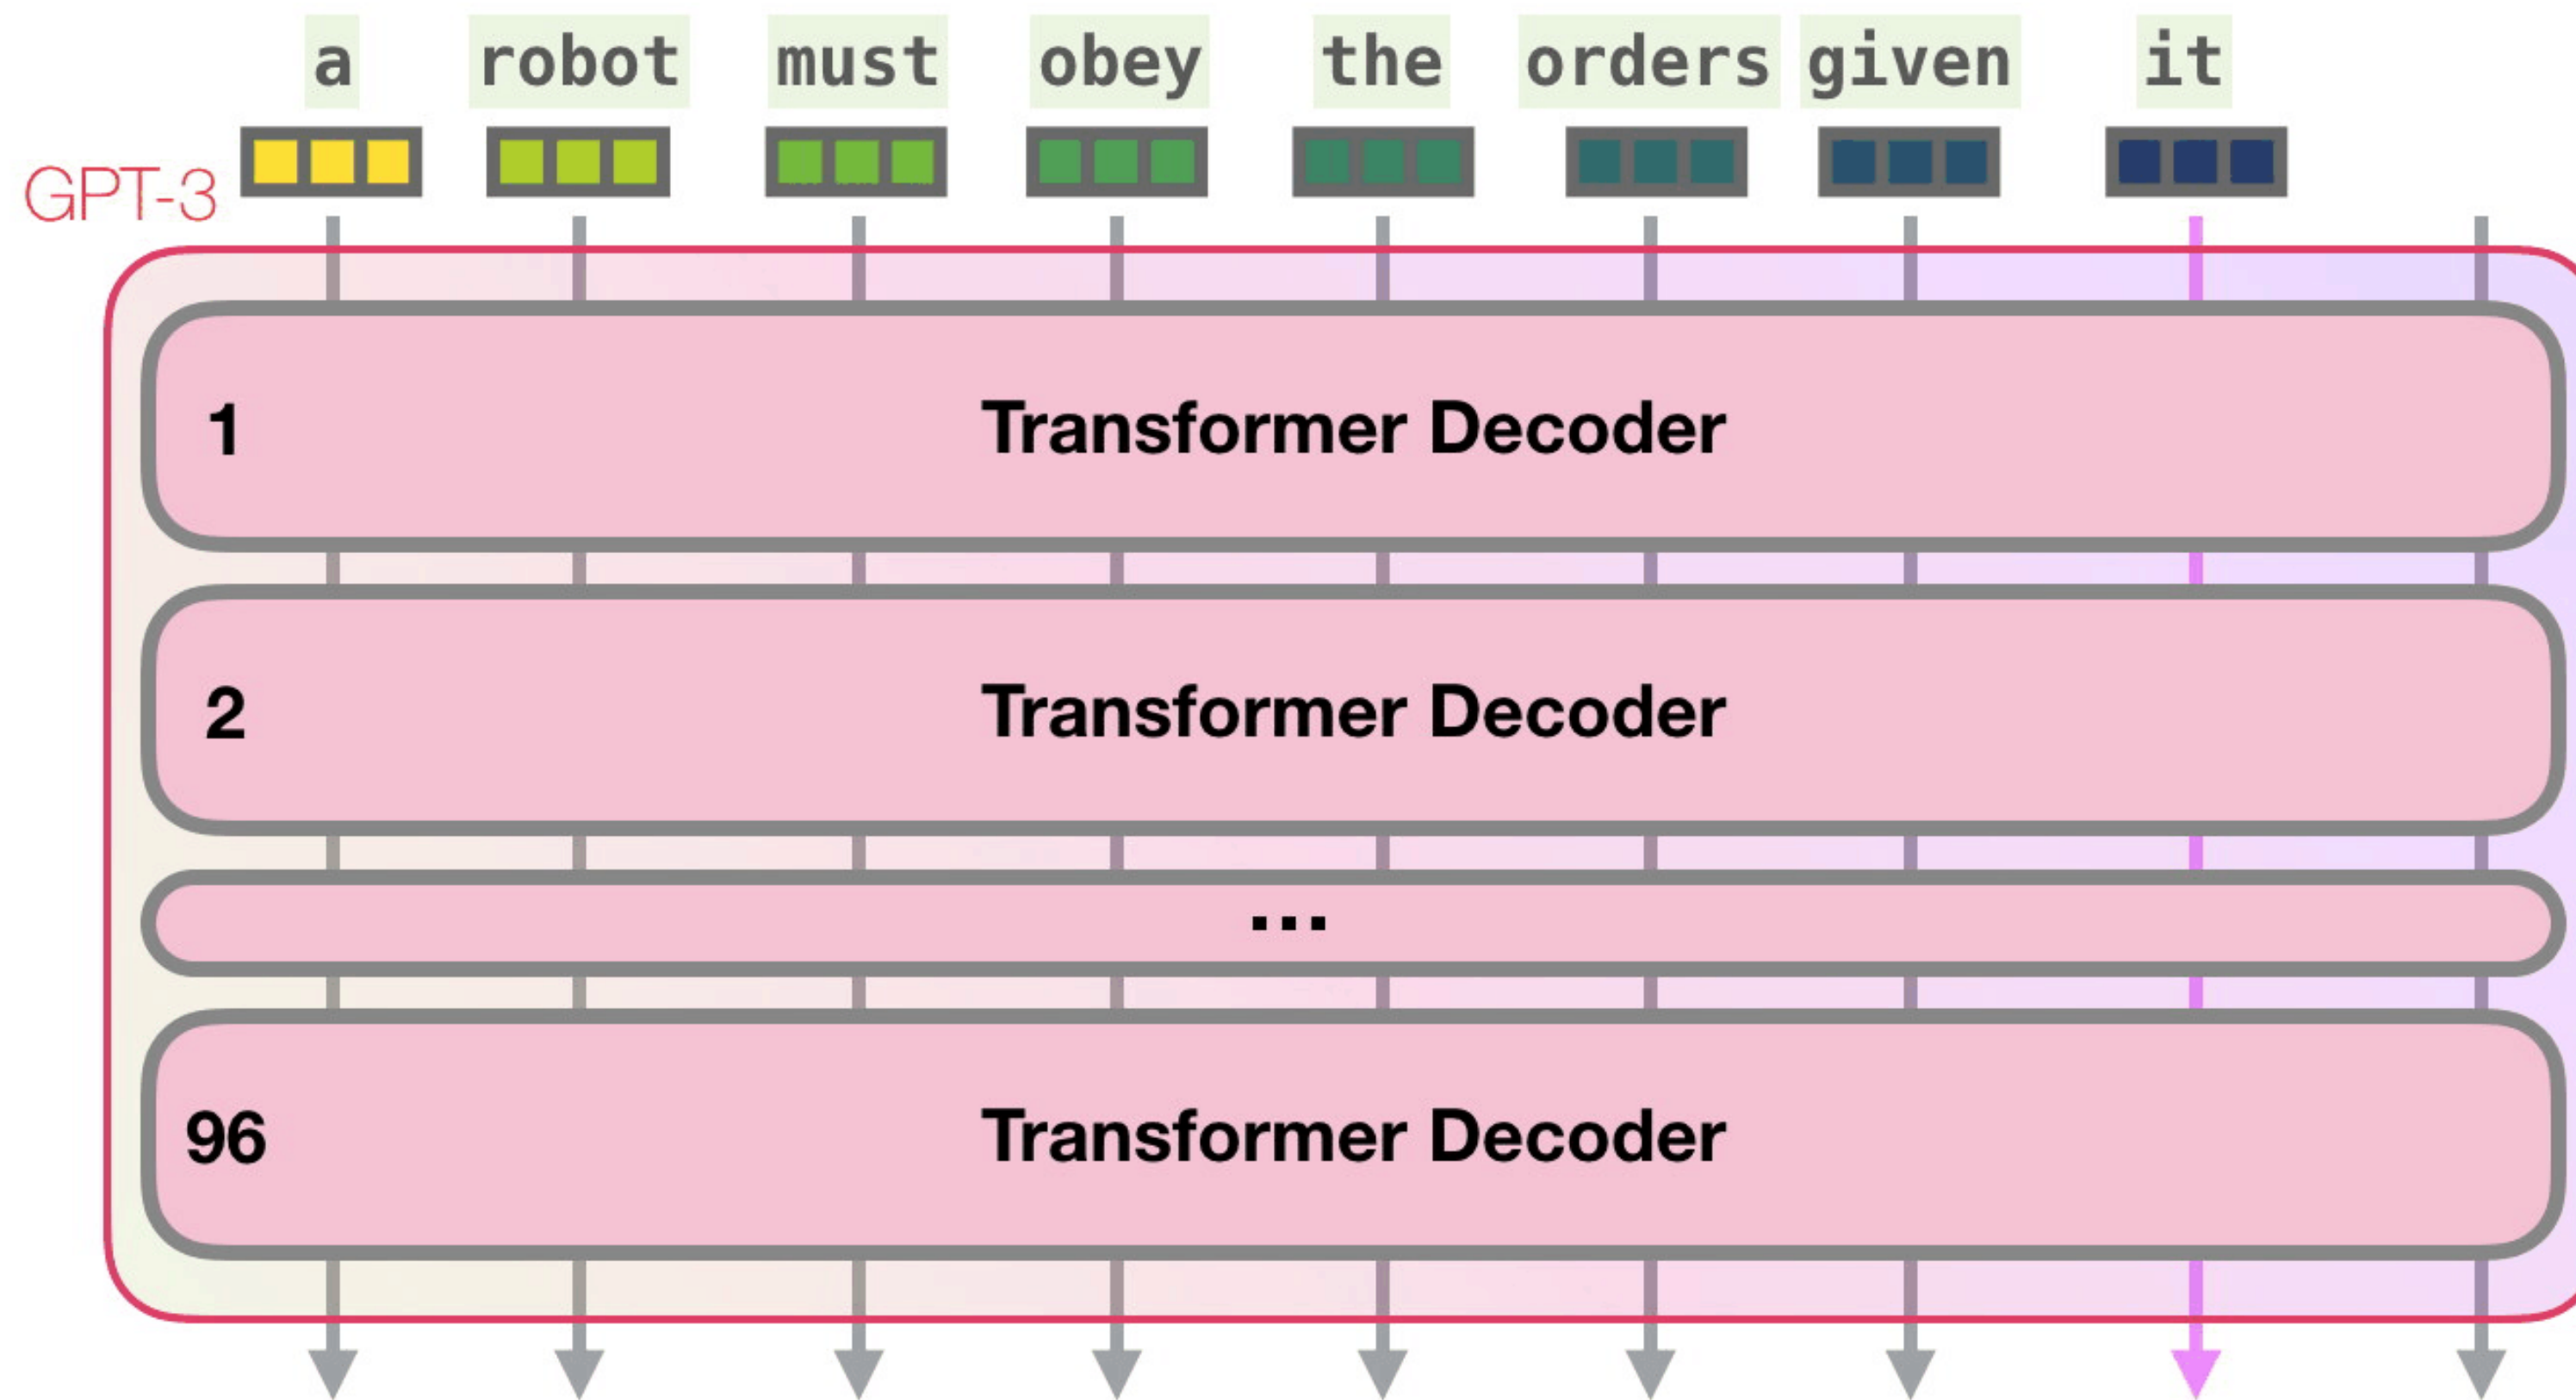 a robot must obey the orders given it
GPT-3
1 Transformer Decoder
2 Transformer Decoder
...
96 Transformer Decoder